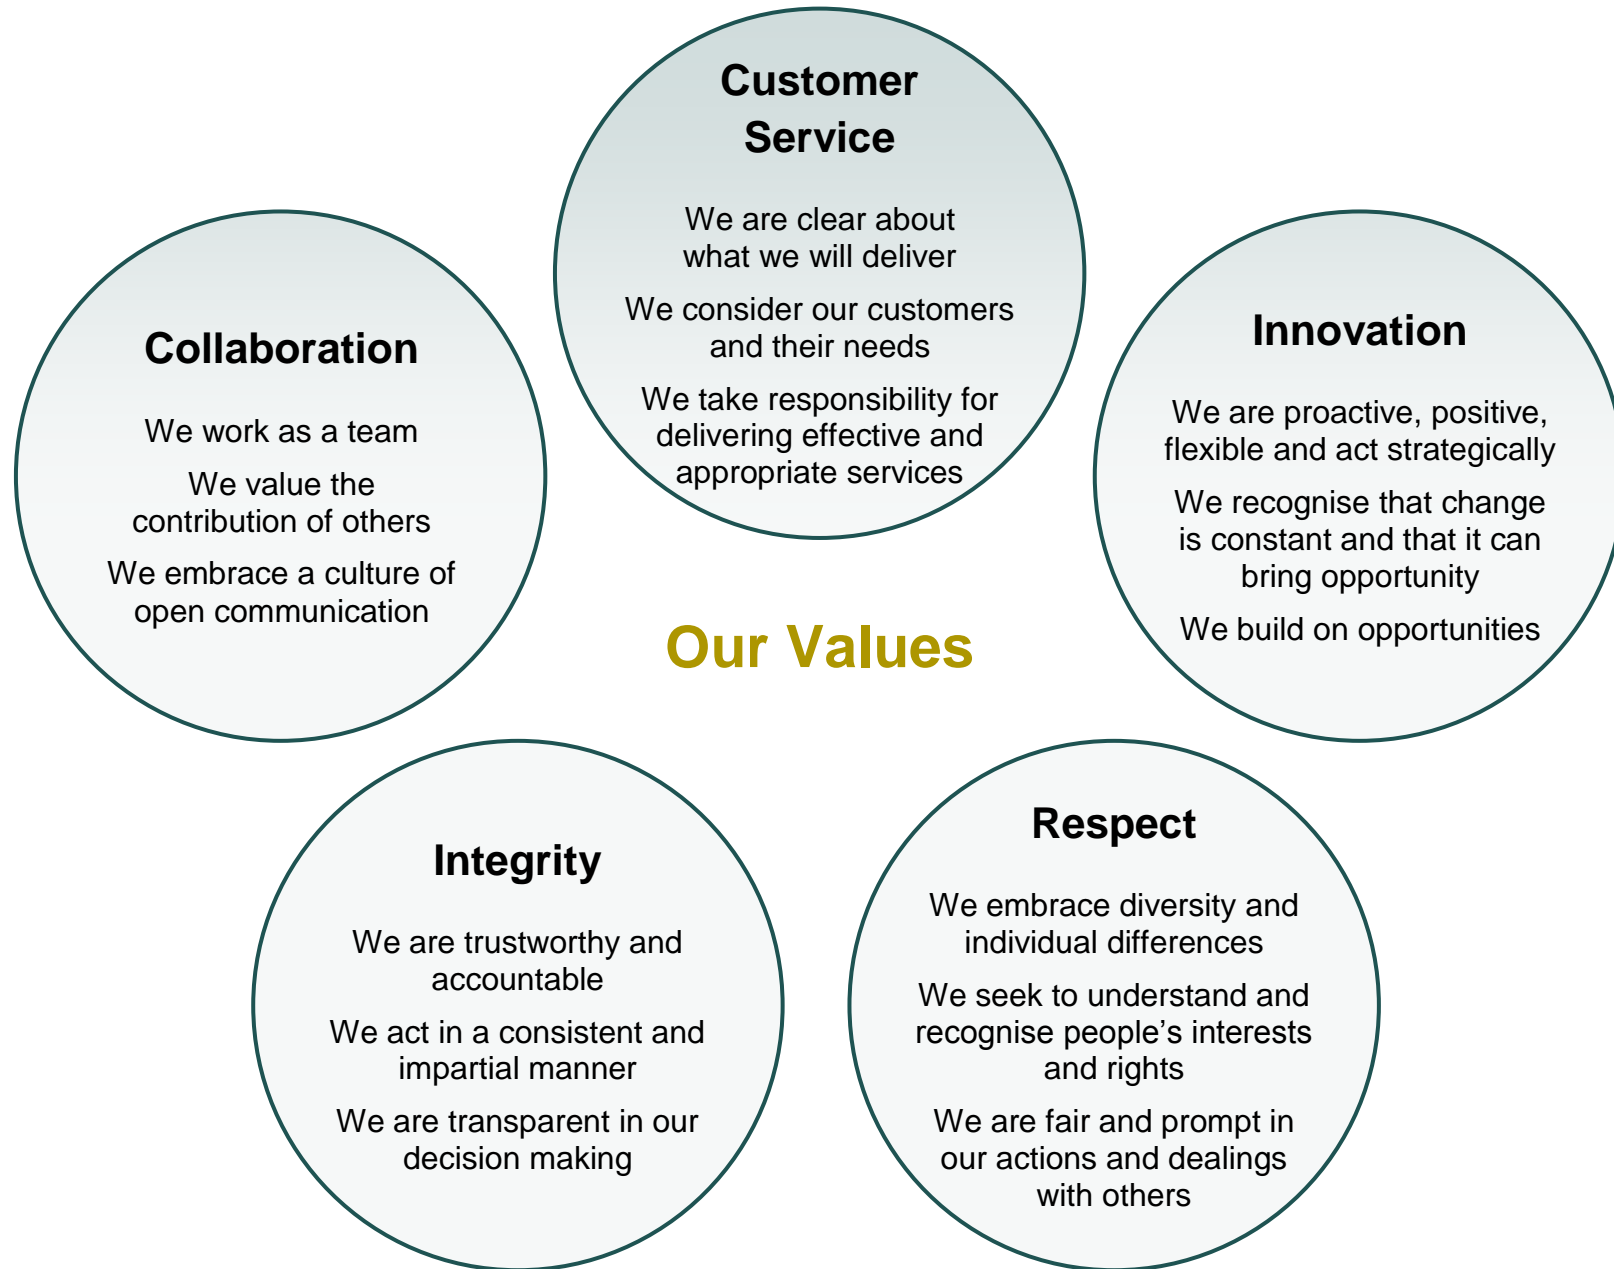 Customer
Service
We are clear about
what we will deliver
We consider our customers
and their needs
We take responsibility for
delivering effective and
appropriate services
Collaboration
We work as a team
We value the
contribution of others
We embrace a culture of
open communication
Innovation
We are proactive, positive,
flexible and act strategically
We recognise that change
is constant and that it can
bring opportunity
We build on opportunities
Our Values
Integrity
We are trustworthy and
accountable
We act in a consistent and
impartial manner
We are transparent in our
decision making
Respect
We embrace diversity and
individual differences
We seek to understand and
recognise people’s interests
and rights
We are fair and prompt in
our actions and dealings
with others